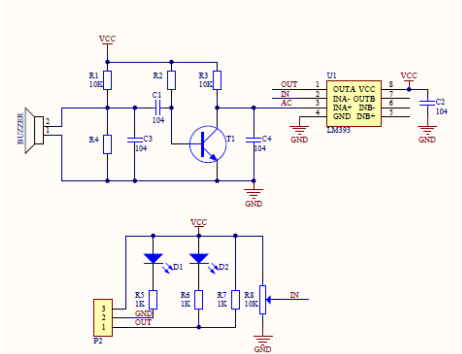 VCC
R1
10K
R2
R3
10K
C1
104
BUZZER
2
1
R4
C3
104
T1
C4
104
GND
U1
OUT 1 OUTA VCC 8 VCC
IN 2 INA- OUTB 7
AC 3 INA+ INB- 6
4 GND INB+ 5
LM393
GND
C2
104
GND
VCC
D1
D2
R5
1K
R6
1K
R7
1K
R8
10K
IN
3
2
1
GND
OUT
P2
GND